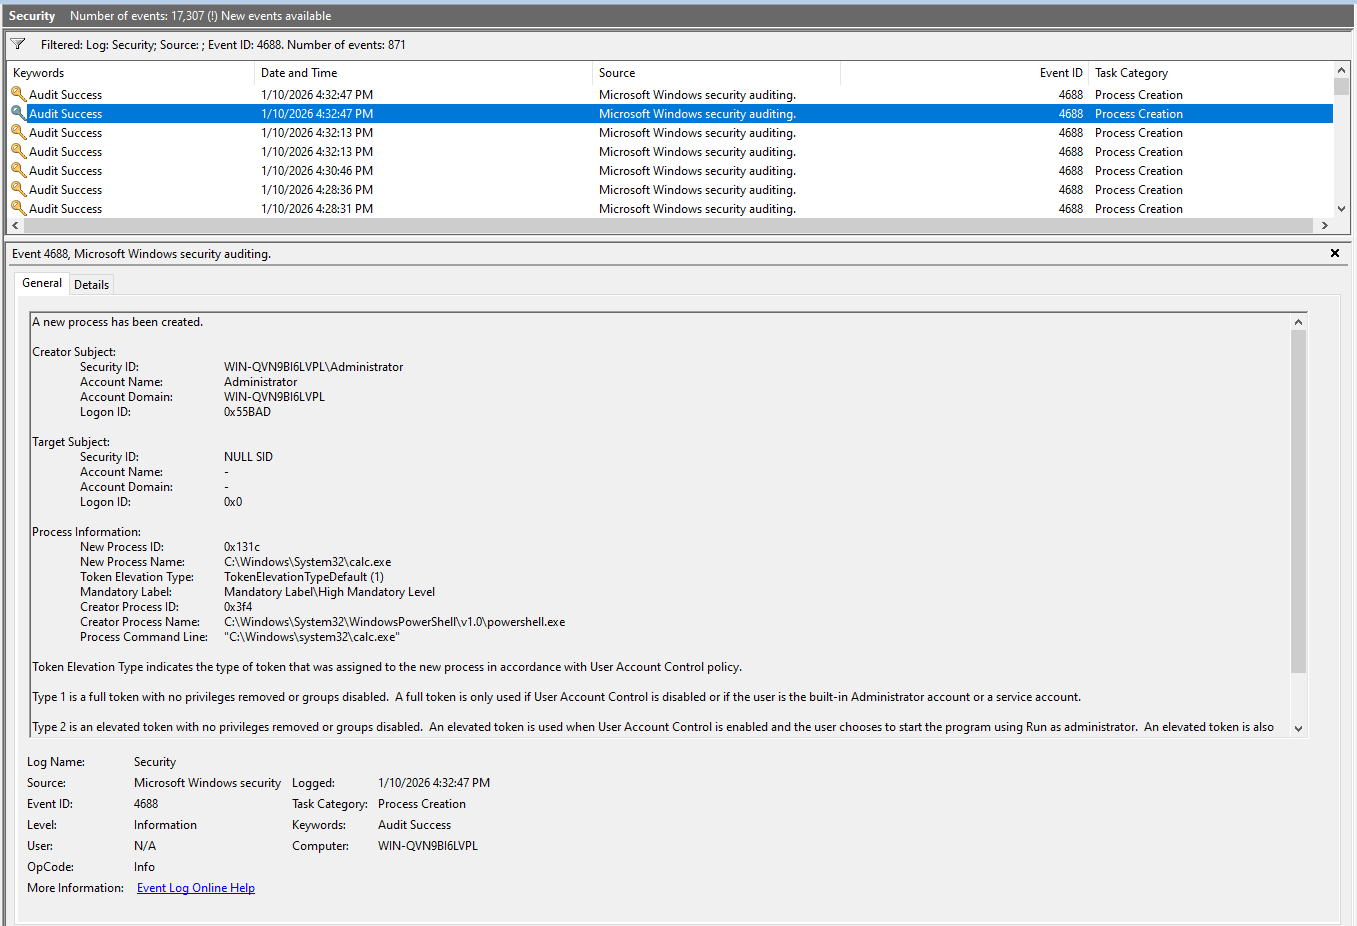 Security Number of events: 17,307 (!) New events available
Filtered: Log: Security; Source: ; Event ID: 4688. Number of events: 871
Keywords Date and Time Source Event ID Task Category
Audit Success 1/10/2026 4:32:47 PM Microsoft Windows security auditing. 4688 Process Creation
Audit Success 1/10/2026 4:32:47 PM Microsoft Windows security auditing. 4688 Process Creation
Audit Success 1/10/2026 4:32:13 PM Microsoft Windows security auditing. 4688 Process Creation
Audit Success 1/10/2026 4:32:13 PM Microsoft Windows security auditing. 4688 Process Creation
Audit Success 1/10/2026 4:30:46 PM Microsoft Windows security auditing. 4688 Process Creation
Audit Success 1/10/2026 4:28:36 PM Microsoft Windows security auditing. 4688 Process Creation
Audit Success 1/10/2026 4:28:31 PM Microsoft Windows security auditing. 4688 Process Creation
Event 4688, Microsoft Windows security auditing.
General Details
A new process has been created.
Creator Subject:
Security ID: WIN-QVN9BI6LVPL\Administrator
Account Name: Administrator
Account Domain: WIN-QVN9BI6LVPL
Logon ID: 0x55BAD
Target Subject:
Security ID: NULL SID
Account Name: -
Account Domain: -
Logon ID: 0x0
Process Information:
New Process ID: 0x131c
New Process Name: C:\Windows\System32\calc.exe
Token Elevation Type: TokenElevationTypeDefault (1)
Mandatory Label: Mandatory Label\High Mandatory Level
Creator Process ID: 0x3f4
Creator Process Name: C:\Windows\System32\WindowsPowerShell\v1.0\powershell.exe
Process Command Line: "C:\Windows\system32\calc.exe"
Token Elevation Type indicates the type of token that was assigned to the new process in accordance with User Account Control policy.
Type 1 is a full token with no privileges removed or groups disabled. A full token is only used if User Account Control is disabled or if the user is the built-in Administrator account or a service account.
Type 2 is an elevated token with no privileges removed or groups disabled. An elevated token is used when User Account Control is enabled and the user chooses to start the program using Run as administrator. An elevated token is also
Log Name: Security
Source: Microsoft Windows security Logged: 1/10/2026 4:32:47 PM
Event ID: 4688 Task Category: Process Creation
Level: Information Keywords: Audit Success
User: N/A Computer: WIN-QVN9BI6LVPL
OpCode: Info
More Information: Event Log Online Help